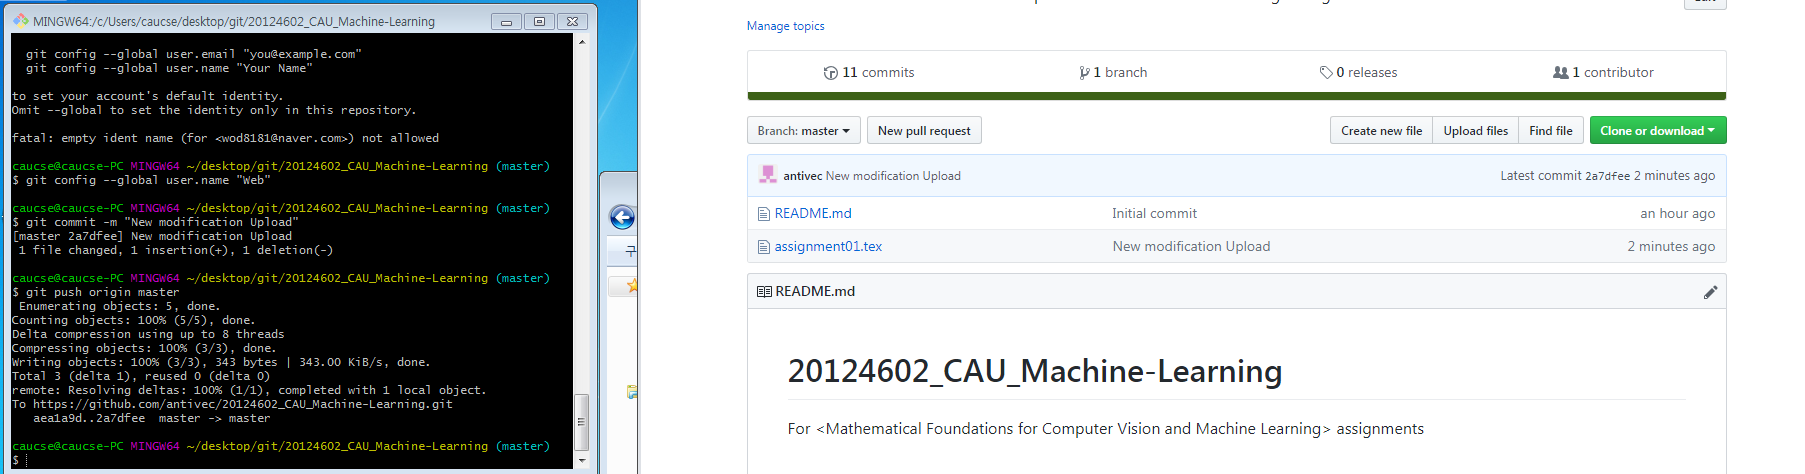 MINGW64:/c/Users/caucse/desktop/git/20124602_CAU_Machine-Learning
git config --global user.email "you@example.com"
git config --global user.name "Your Name"
to set your account's default identity.
Omit --global to set the identity only in this repository.
fatal: empty ident name (for <wod8181@naver.com>) not allowed
caucse@caucse-PC MINGW64 ~/desktop/git/20124602_CAU_Machine-Learning (master)
$ git config --global user.name "Web"
caucse@caucse-PC MINGW64 ~/desktop/git/20124602_CAU_Machine-Learning (master)
$ git commit -m "New modification Upload"
[master 2a7dfee] New modification Upload
1 file changed, 1 insertion(+), 1 deletion(-)
caucse@caucse-PC MINGW64 ~/desktop/git/20124602_CAU_Machine-Learning (master)
$ git push origin master
Enumerating objects: 5, done.
Counting objects: 100% (5/5), done.
Delta compression using up to 8 threads
Compressing objects: 100% (3/3), done.
Writing objects: 100% (3/3), 343 bytes | 343.00 KiB/s, done.
Total 3 (delta 1), reused 0 (delta 0)
remote: Resolving deltas: 100% (1/1), completed with 1 local object.
To https://github.com/antivec/20124602_CAU_Machine-Learning.git
aea1a9d..2a7dfee master -> master
caucse@caucse-PC MINGW64 ~/desktop/git/20124602_CAU_Machine-Learning (master)
$
구
Manage topics
11 commits 1 branch 0 releases 1 contributor
Branch: master New pull request Create new file Upload files Find file Clone or download
antivec New modification Upload Latest commit 2a7dfee 2 minutes ago
README.md Initial commit an hour ago
assignment01.tex New modification Upload 2 minutes ago
README.md
20124602_CAU_Machine-Learning
For <Mathematical Foundations for Computer Vision and Machine Learning> assignments